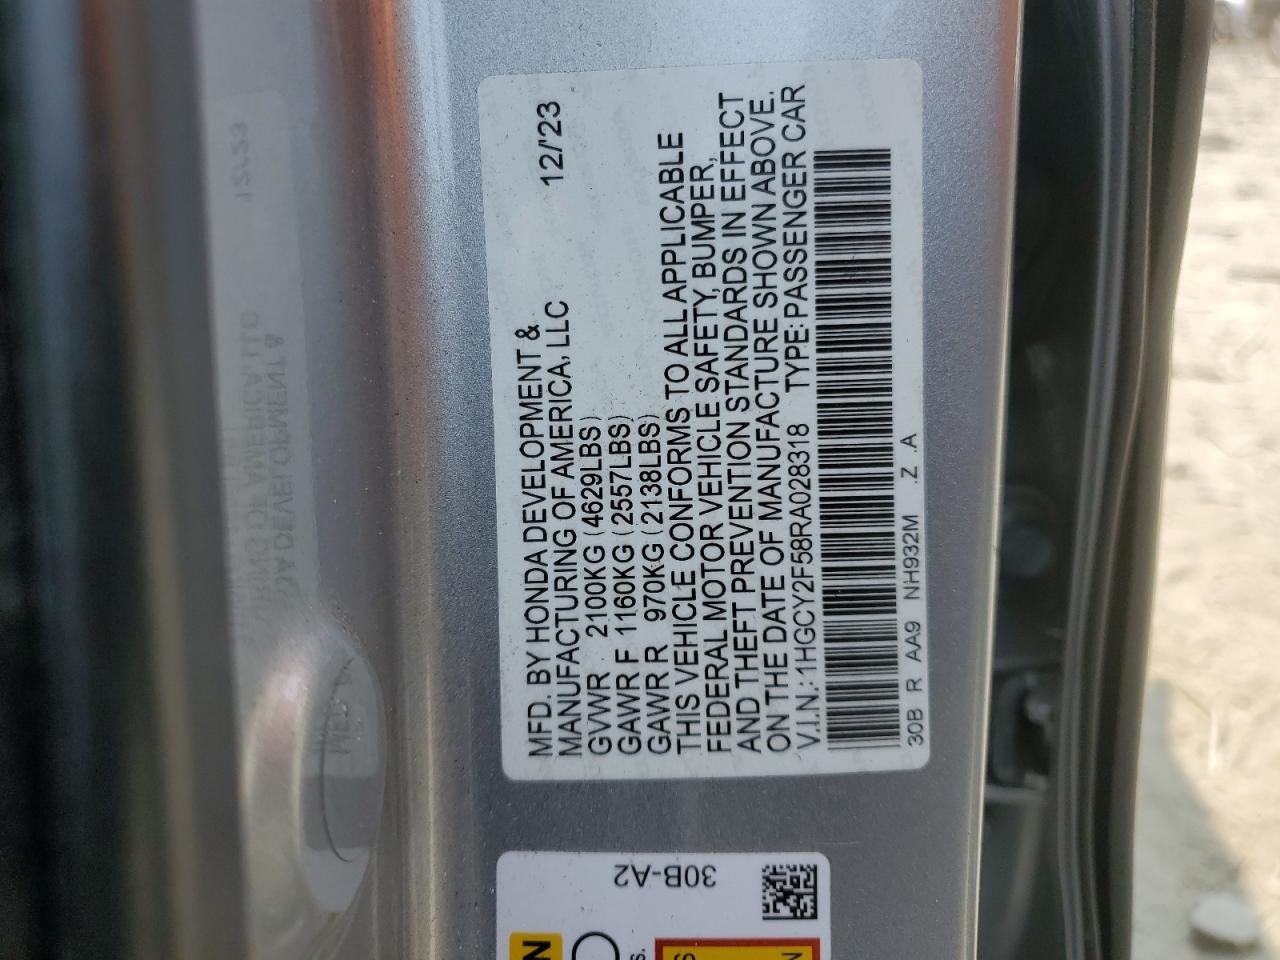 MFD. BY HONDA DEVELOPMENT &
MANUFACTURING OF AMERICA, LLC 12/'23
GVWR 2100KG (4629LBS)
GAWR F 1160KG (2557LBS)
GAWR R 970KG (2138LBS)
THIS VEHICLE CONFORMS TO ALL APPLICABLE
FEDERAL MOTOR VEHICLE SAFETY, BUMPER,
AND THEFT PREVENTION STANDARDS IN EFFECT
ON THE DATE OF MANUFACTURE SHOWN ABOVE.
V.I.N.: 1HGCY2F58RA028318 TYPE: PASSENGER CAR
30B R AA9 NH932M .Z .A
30B-A2